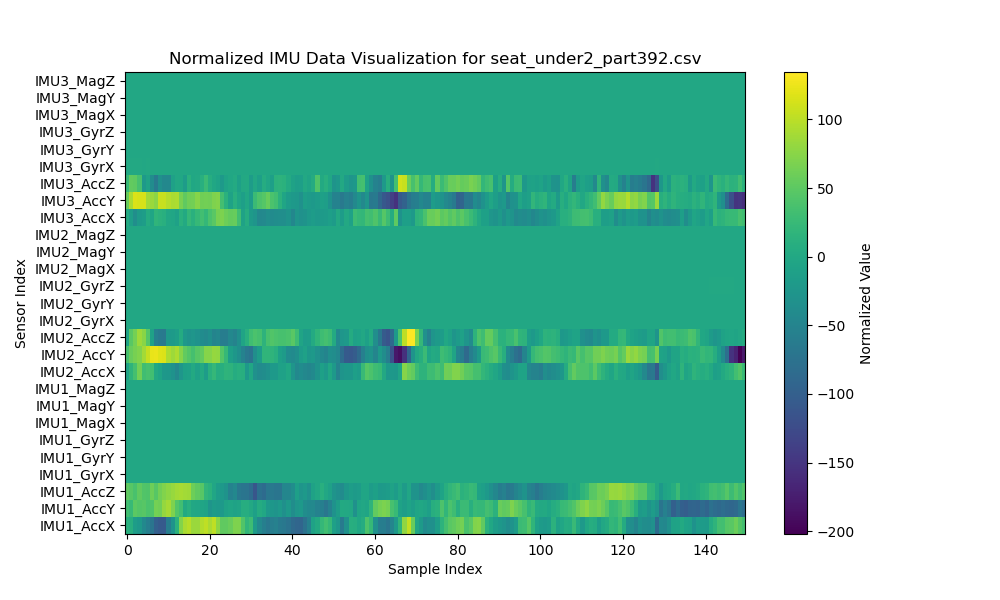 Normalized IMU Data Visualization for seat_under2_part392.csv
IMU3_MagZ
IMU3_MagY
IMU3_MagX
IMU3_GyrZ
IMU3_GyrY
IMU3_GyrX
IMU3_AccZ
IMU3_AccY
IMU3_AccX
IMU2_MagZ
IMU2_MagY
IMU2_MagX
IMU2_GyrZ
IMU2_GyrY
IMU2_GyrX
IMU2_AccZ
IMU2_AccY
IMU2_AccX
IMU1_MagZ
IMU1_MagY
IMU1_MagX
IMU1_GyrZ
IMU1_GyrY
IMU1_GyrX
IMU1_AccZ
IMU1_AccY
IMU1_AccX
Sensor Index
0 20 40 60 80 100 120 140
Sample Index
100
50
0
−50
−100
−150
−200
Normalized Value